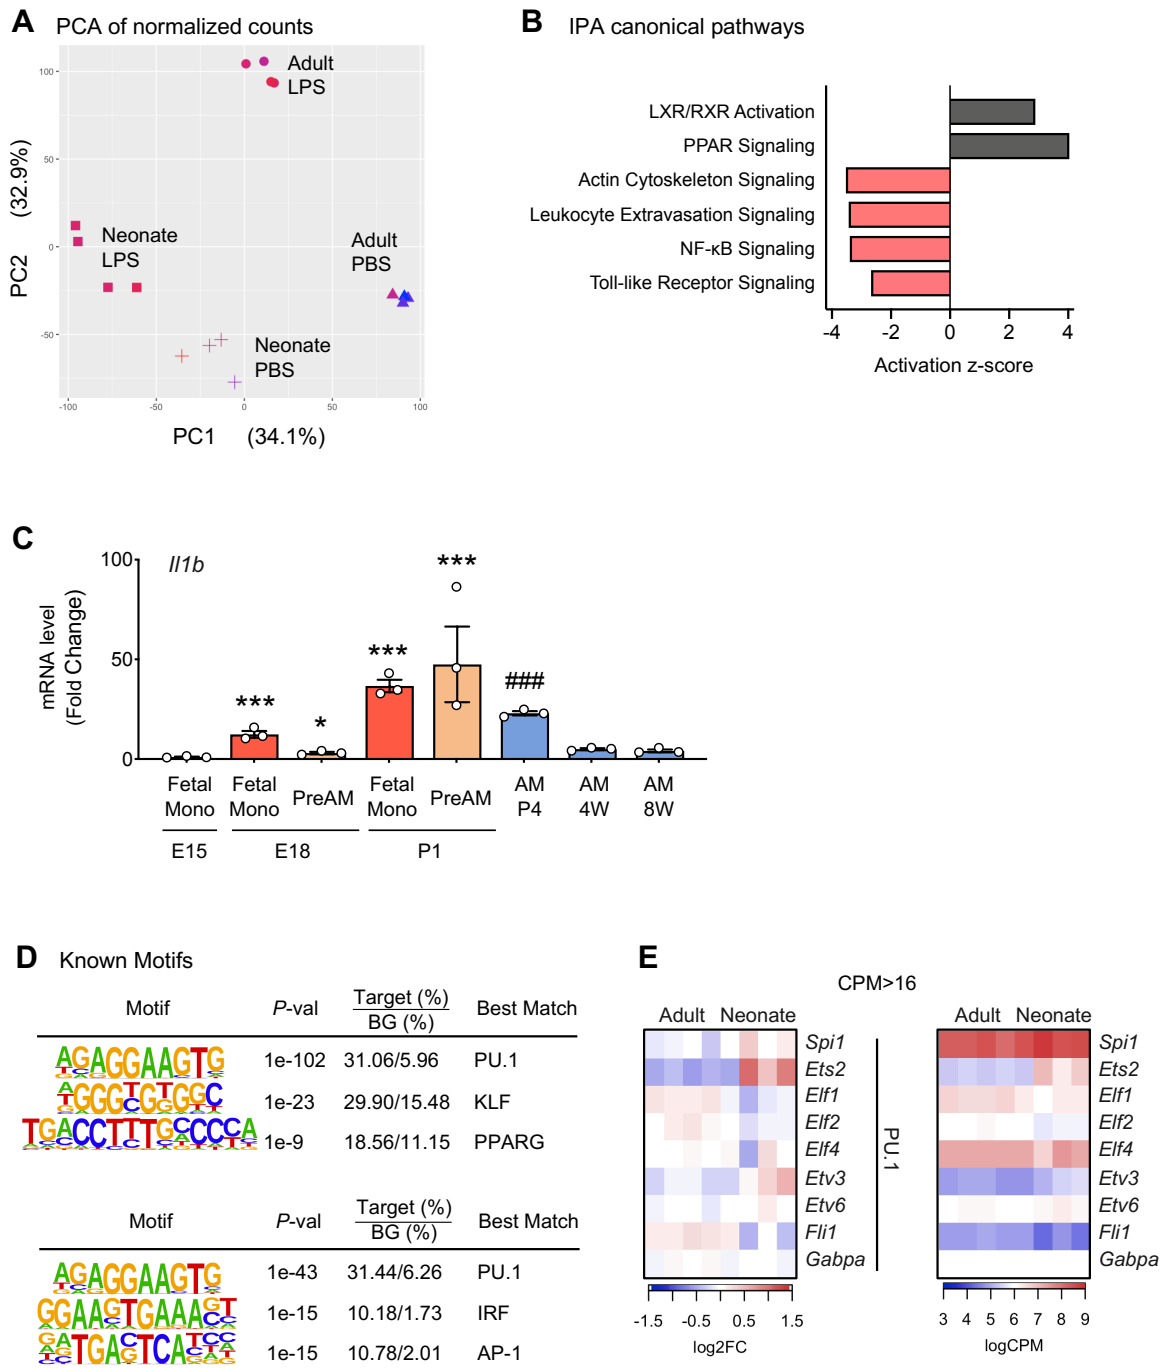 A PCA of normalized counts
100
50
0
-50
-100 -50 0 50 100
PC2 (32.9%)
PC1 (34.1%)
Adult
LPS
Neonate
LPS
Adult
PBS
Neonate
PBS
B IPA canonical pathways
LXR/RXR Activation
PPAR Signaling
Actin Cytoskeleton Signaling
Leukocyte Extravasation Signaling
NF-κB Signaling
Toll-like Receptor Signaling
-4 -2 0 2 4
Activation z-score
C
Il1b
mRNA level
(Fold Change)
100
50
0
*** * *** *** ###
Fetal
Mono
Fetal
Mono
PreAM
Fetal
Mono
PreAM
AM
P4
AM
4W
AM
8W
E15 E18 P1
D Known Motifs
Motif P-val Target (%) Best Match
BG (%)
AGAGGAAGTG 1e-102 31.06/5.96 PU.1
AGGGCGTGGC 1e-23 29.90/15.48 KLF
TGACCTTTGCCCCA 1e-9 18.56/11.15 PPARG
Motif P-val Target (%) Best Match
BG (%)
AGAGGAAGTG 1e-43 31.44/6.26 PU.1
GGAAGTGAAACT 1e-15 10.18/1.73 IRF
GATGAGTCATCC 1e-15 10.78/2.01 AP-1
E
CPM>16
Adult Neonate Adult Neonate
Spi1 Spi1
Ets2 Ets2
Elf1 Elf1
Elf2 Elf2
Elf4 Elf4
Etv3 Etv3
Etv6 Etv6
Fli1 Fli1
Gabpa Gabpa
PU.1
-1.5 -0.5 0.5 1.5
log2FC
3 4 5 6 7 8 9
logCPM